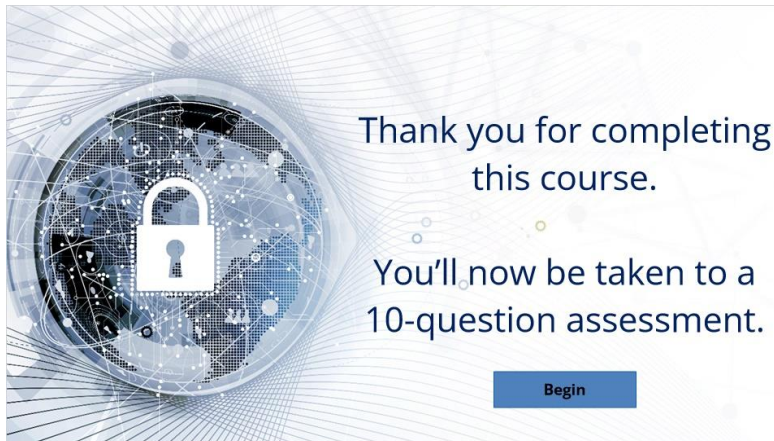 Thank you for completing
this course.
You’ll now be taken to a
10-question assessment.
Begin